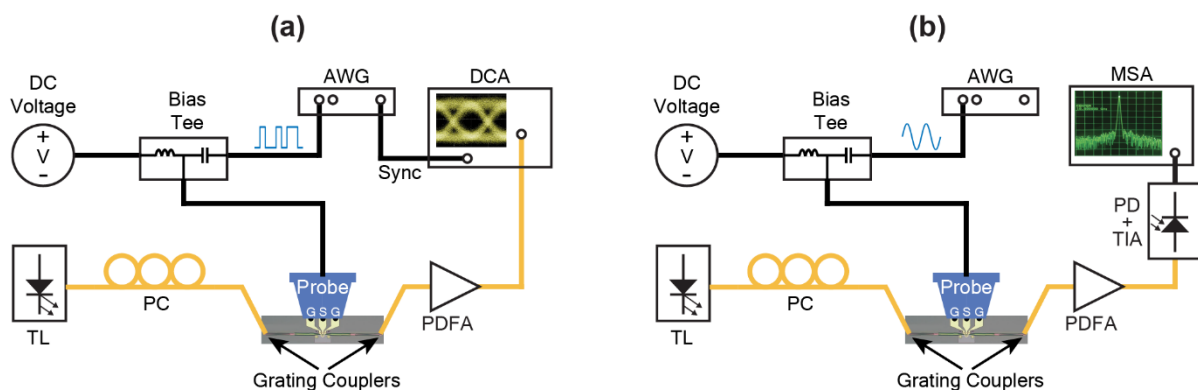 (a)
DC
Voltage
+
V
-
Bias
Tee
AWG
DCA
Sync
TL
PC
Probe
G S G
PDFA
Grating Couplers
(b)
DC
Voltage
+
V
-
Bias
Tee
AWG
MSA
PD
+
TIA
TL
PC
Probe
G S G
PDFA
Grating Couplers